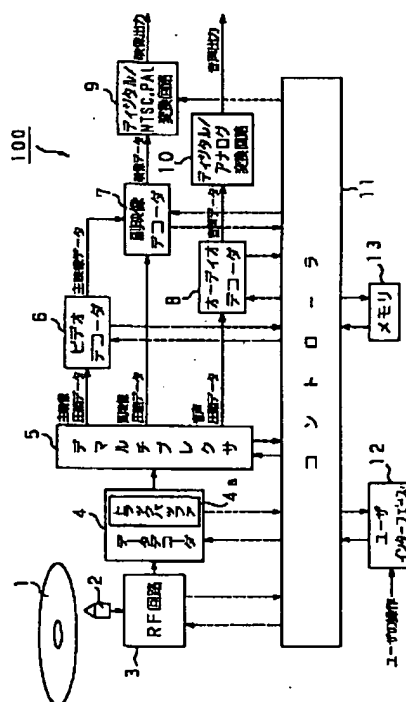 100
1
2
3
RF回路
4
データデコーダ
トラックバッファ
4a
5
デマルチプレクサ
主映像
圧縮データ
副映像
圧縮データ
音声
圧縮データ
6
ビデオ
デコーダ
主映像データ
7
副映像
デコーダ
8
オーディオ
デコーダ
映像データ
音声データ
9
ディジタル/
NTSC,PAL
変換回路
映像出力
10
ディジタル/
アナログ
変換回路
音声出力
コントローラ
11
ユーザの操作
ユーザ
インターフェイス
12
メモリ
13